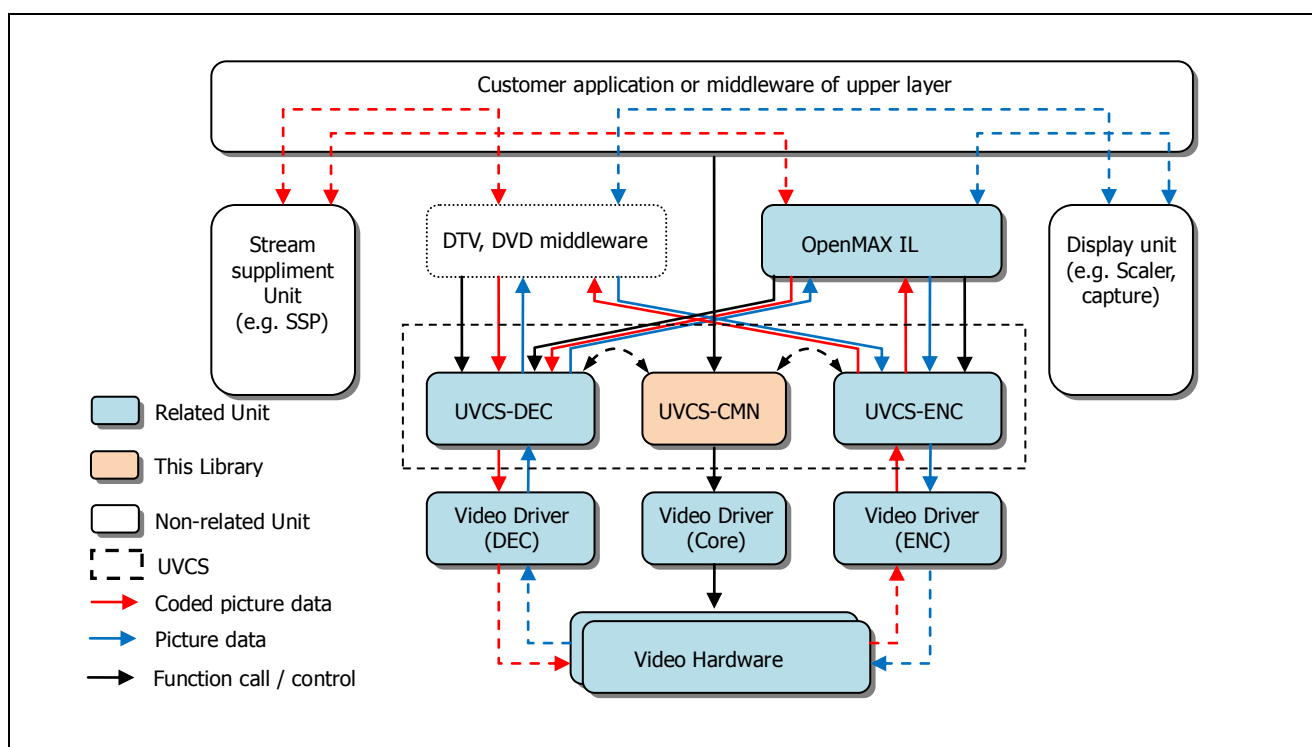 Customer application or middleware of upper layer
Stream
suppliment
Unit
(e.g. SSP)
DTV, DVD middleware
OpenMAX IL
Display unit
(e.g. Scaler,
capture)
UVCS-DEC
UVCS-CMN
UVCS-ENC
Video Driver
(DEC)
Video Driver
(Core)
Video Driver
(ENC)
Video Hardware
Related Unit
This Library
Non-related Unit
UVCS
Coded picture data
Picture data
Function call / control